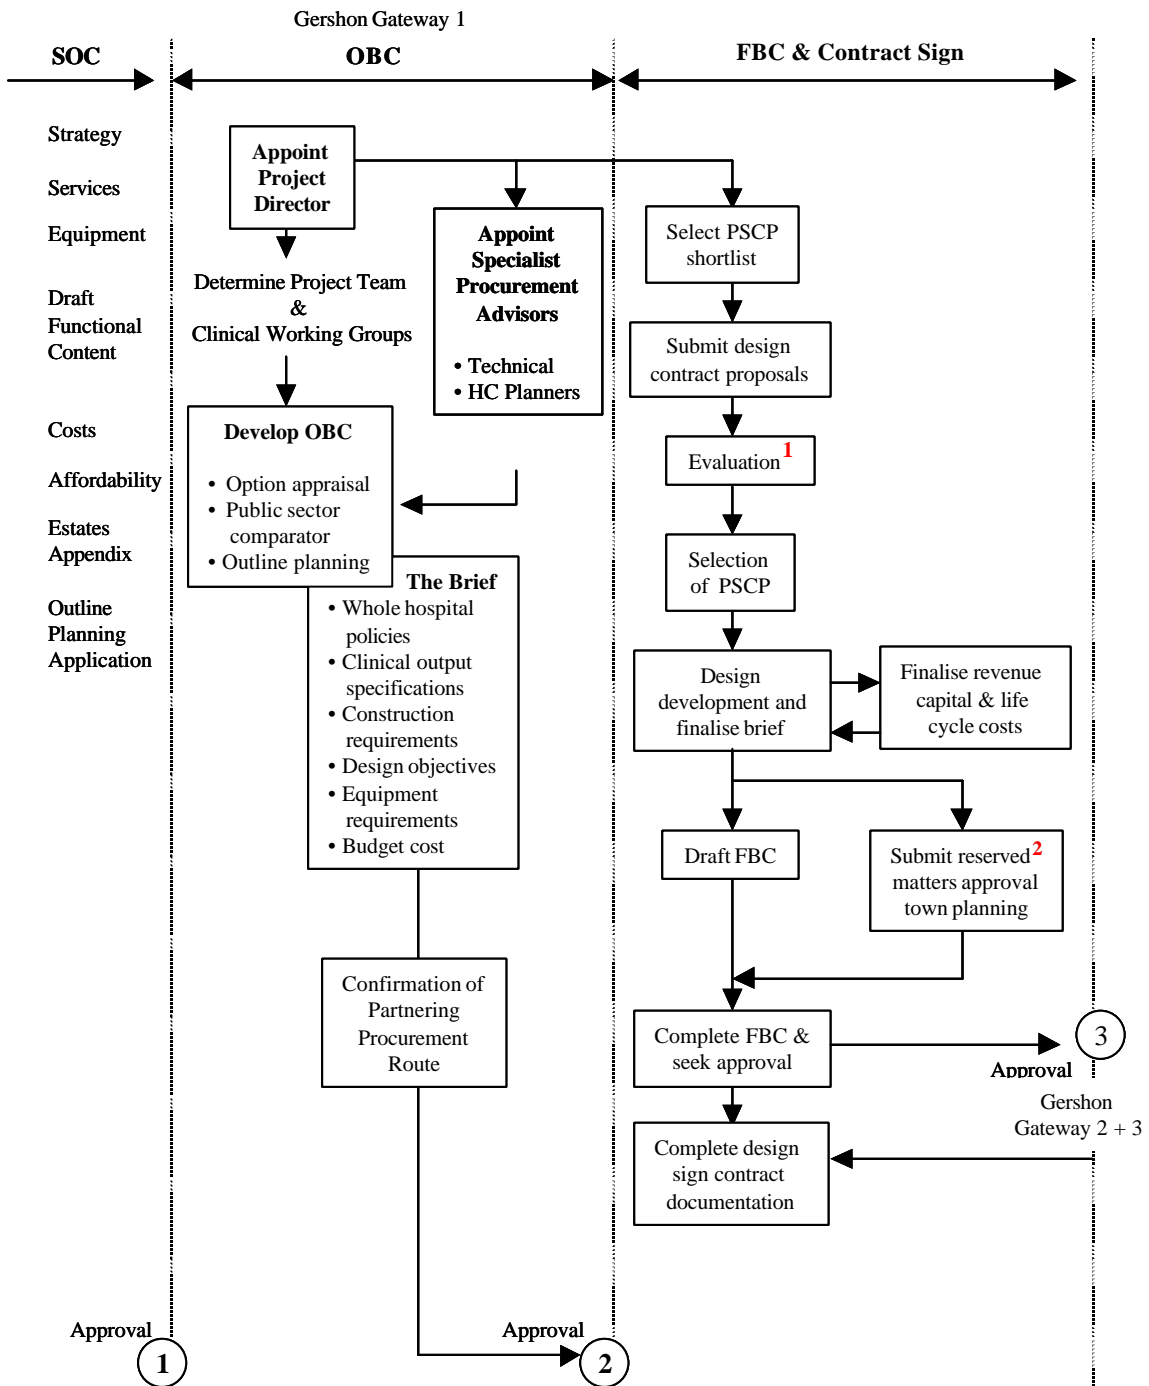 Gershon Gateway 1
SOC
OBC
FBC & Contract Sign
Strategy
Services
Equipment
Draft
Functional
Content
Costs
Affordability
Estates
Appendix
Outline
Planning
Application
Approval
1
Appoint
Project
Director
Determine Project Team
&
Clinical Working Groups
Appoint
Specialist
Procurement
Advisors
• Technical
• HC Planners
Develop OBC
• Option appraisal
• Public sector
comparator
• Outline planning
The Brief
• Whole hospital
policies
• Clinical output
specifications
• Construction
requirements
• Design objectives
• Equipment
requirements
• Budget cost
Confirmation of
Partnering
Procurement
Route
Approval
2
Select PSCP
shortlist
Submit design
contract proposals
Evaluation 1
Selection
of PSCP
Design
development and
finalise brief
Finalise revenue
capital & life
cycle costs
Draft FBC
Submit reserved 2
matters approval
town planning
Complete FBC &
seek approval
3
Approval
Gershon
Gateway 2 + 3
Complete design
sign contract
documentation